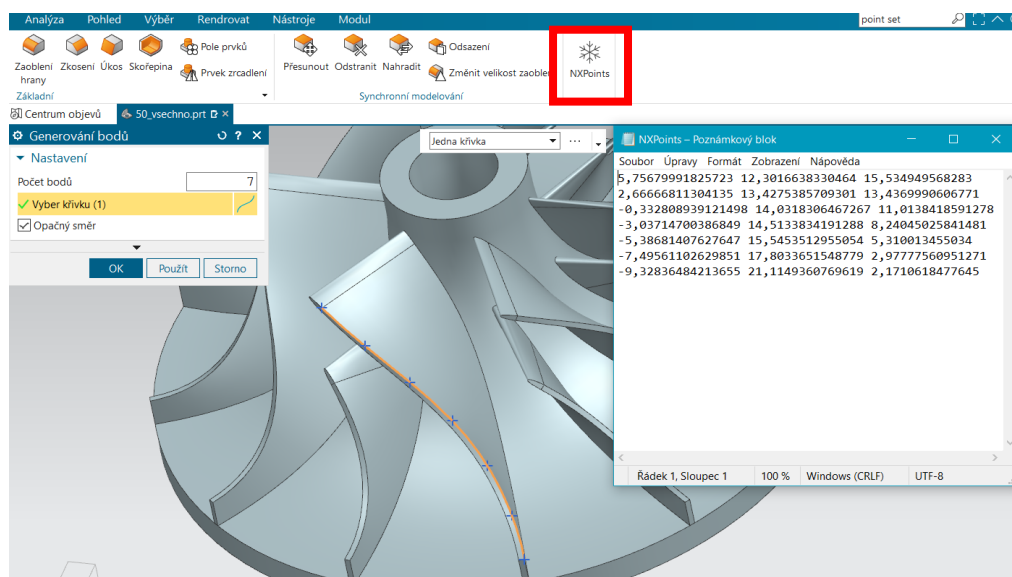 Analýza Pohled Výběr Rendrovat Nástroje Modul point set
Pole prvků Odsazení
Zaoblení hrany Zkosení Úkos Skořepina Prvek zrcadlení Přesunout Odstranit Nahradit Změnit velikost zaoblen NXPoints
Základní Synchronní modelování
Centrum objevů 50_vsechno.prt
Generování bodů
Jedna křivka
Nastavení
Počet bodů 7
Vyber křivku (1)
Opačný směr
OK Použít Storno
NXPoints – Poznámkový blok
Soubor Úpravy Formát Zobrazení Nápověda
5,75679991825723 12,3016638330464 15,534949568283
2,66666811304135 13,4275385709301 13,4369990606771
-0,332808939121498 14,0318306467267 11,0138418591278
-3,03714700386849 14,5133834191288 8,24045025841481
-5,38681407627647 15,5453512955054 5,310013455034
-7,49561102629851 17,8033651548779 2,97777560951271
-9,32836484213655 21,1149360769619 2,1710618477645
Řádek 1, Sloupec 1 100 % Windows (CRLF) UTF-8